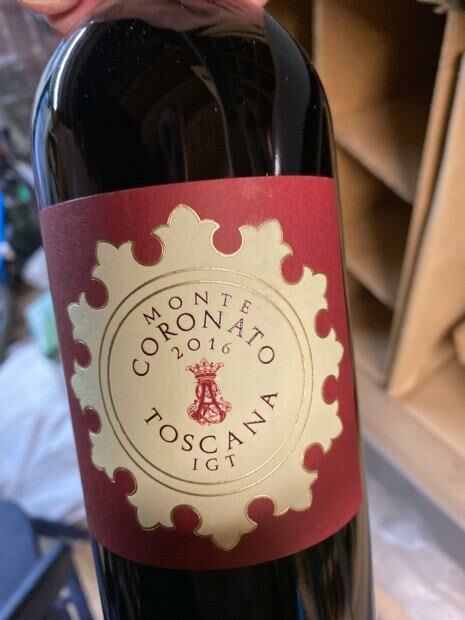 MONTE
CORONATO
2016
A
TOSCANA
IGT